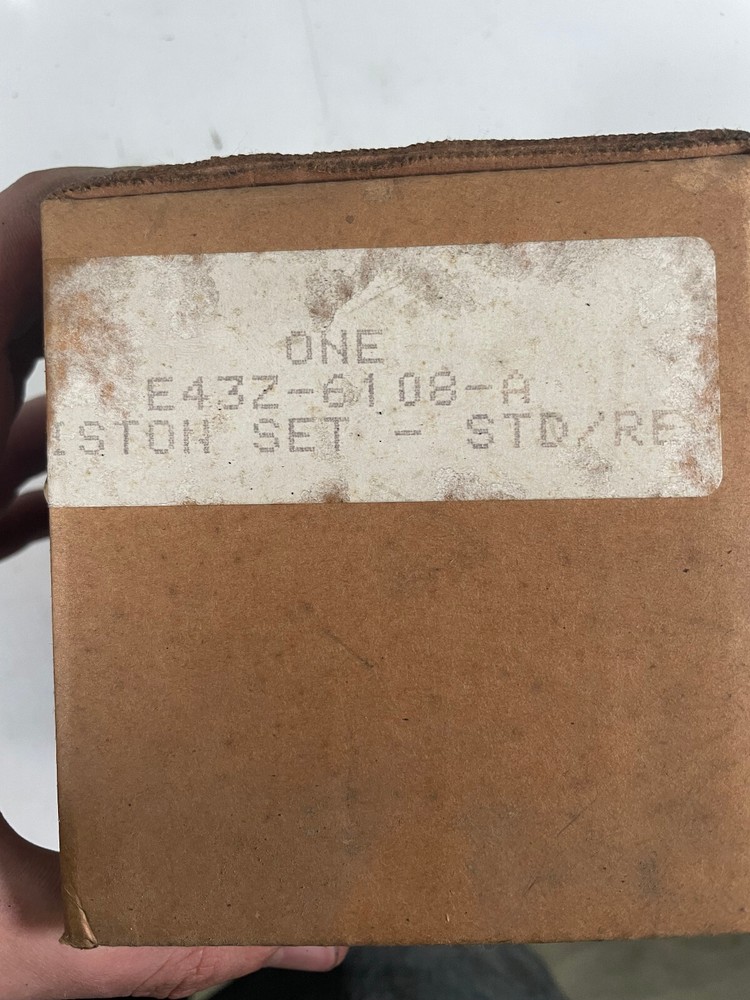 ONE
E43Z-6108-A
ISTON SET - STD/RE